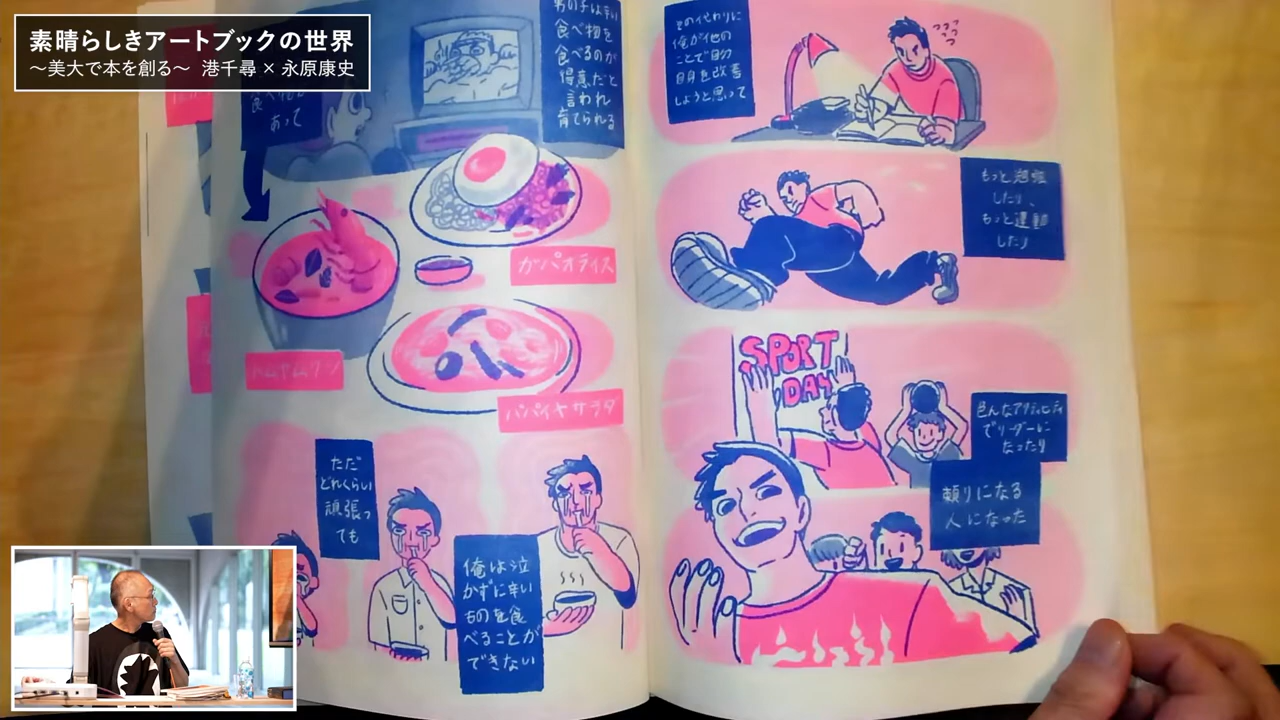 素晴らしきアートブックの世界
〜美大で本を創る〜 港千尋 × 永原康史
あって
男の子は辛い
食べ物を
食べるのが
得意だと
言われ
育てられる
ガパオライス
パパイヤサラダ
ただ
どれくらい
頑張っ
ても
俺は泣
かずに辛い
ものを食
べることが
できない
その代わりに
俺が他の
ことで自分
自身を改善
しようと思って
もっと勉強
したり、
もっと運動
したり
SPORT
DAY
色んなアクティビティ
でリーダーに
なったり
頼りになる
人になった